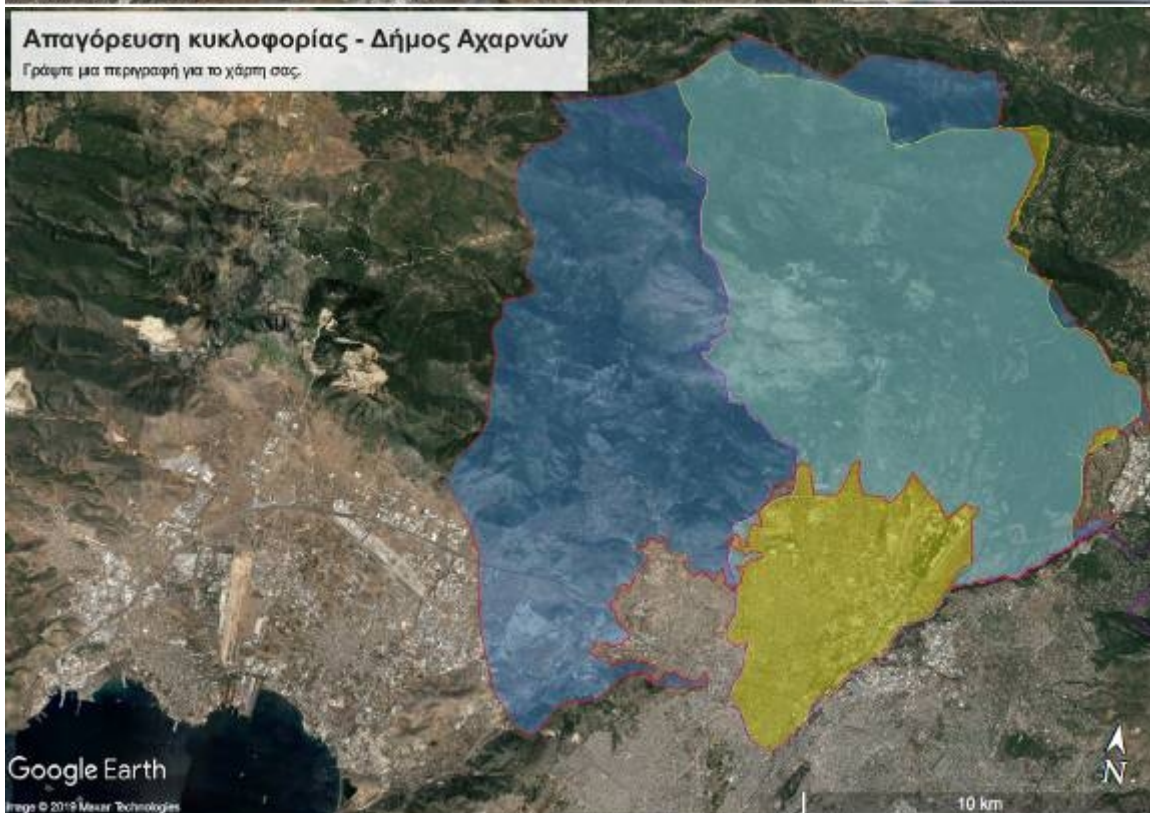 Απαγόρευση κυκλοφορίας - Δήμος Αχαρνών
Γράψτε μια περιγραφή για το χάρτη σας.
N
Google Earth
Image © 2019 Maxar Technologies
10 km